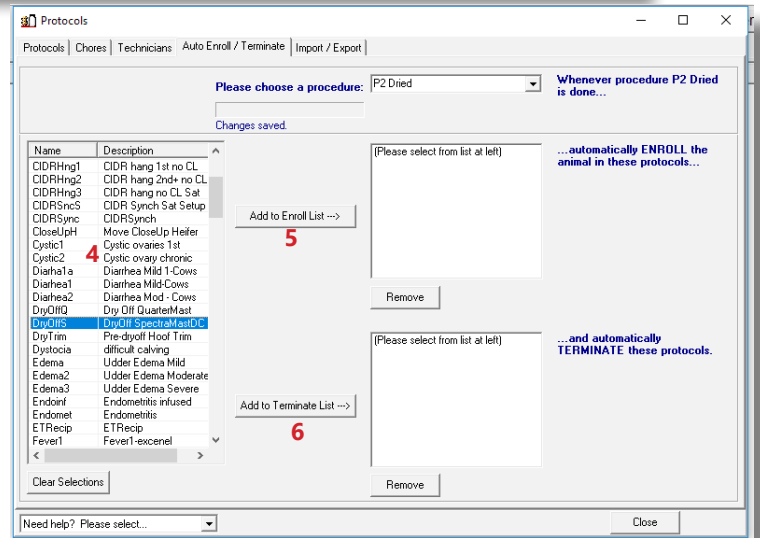 Protocols
Protocols Chores Technicians Auto Enroll / Terminate Import / Export
Please choose a procedure: P2 Dried
Whenever procedure P2 Dried
is done...
Changes saved.
Name Description
CIDRHng1 CIDR hang 1st no CL
CIDRHng2 CIDR hang 2nd+ no CL
CIDRHng3 CIDR hang no CL Sat
CIDRSncS CIDR Synch Sat Setup
CIDRSync CIDRSynch
CloseUpH Move CloseUp Heifer
Cystic1 Cystic ovaries 1st
Cystic2 Cystic ovary chronic
Diarha1a Diarrhea Mild 1-Cows
Diarhea1 Diarrhea Mild-Cows
Diarhea2 Diarrhea Mod - Cows
DryOffQ Dry Off QuarterMast
DryOffS DryOff SpectraMastDC
DryTrim Pre-dryoff Hoof Trim
Dystocia difficult calving
Edema Udder Edema Mild
Edema2 Udder Edema Moderate
Edema3 Udder Edema Severe
Endoinf Endometritis infused
Endomet Endometritis
ETRecip ETRecip
Fever1 Fever1-excenel
4
Clear Selections
Add to Enroll List --->
5
(Please select from list at left)
Remove
...automatically ENROLL the
animal in these protocols...
Add to Terminate List --->
6
(Please select from list at left)
Remove
...and automatically
TERMINATE these protocols.
Need help? Please select...
Close